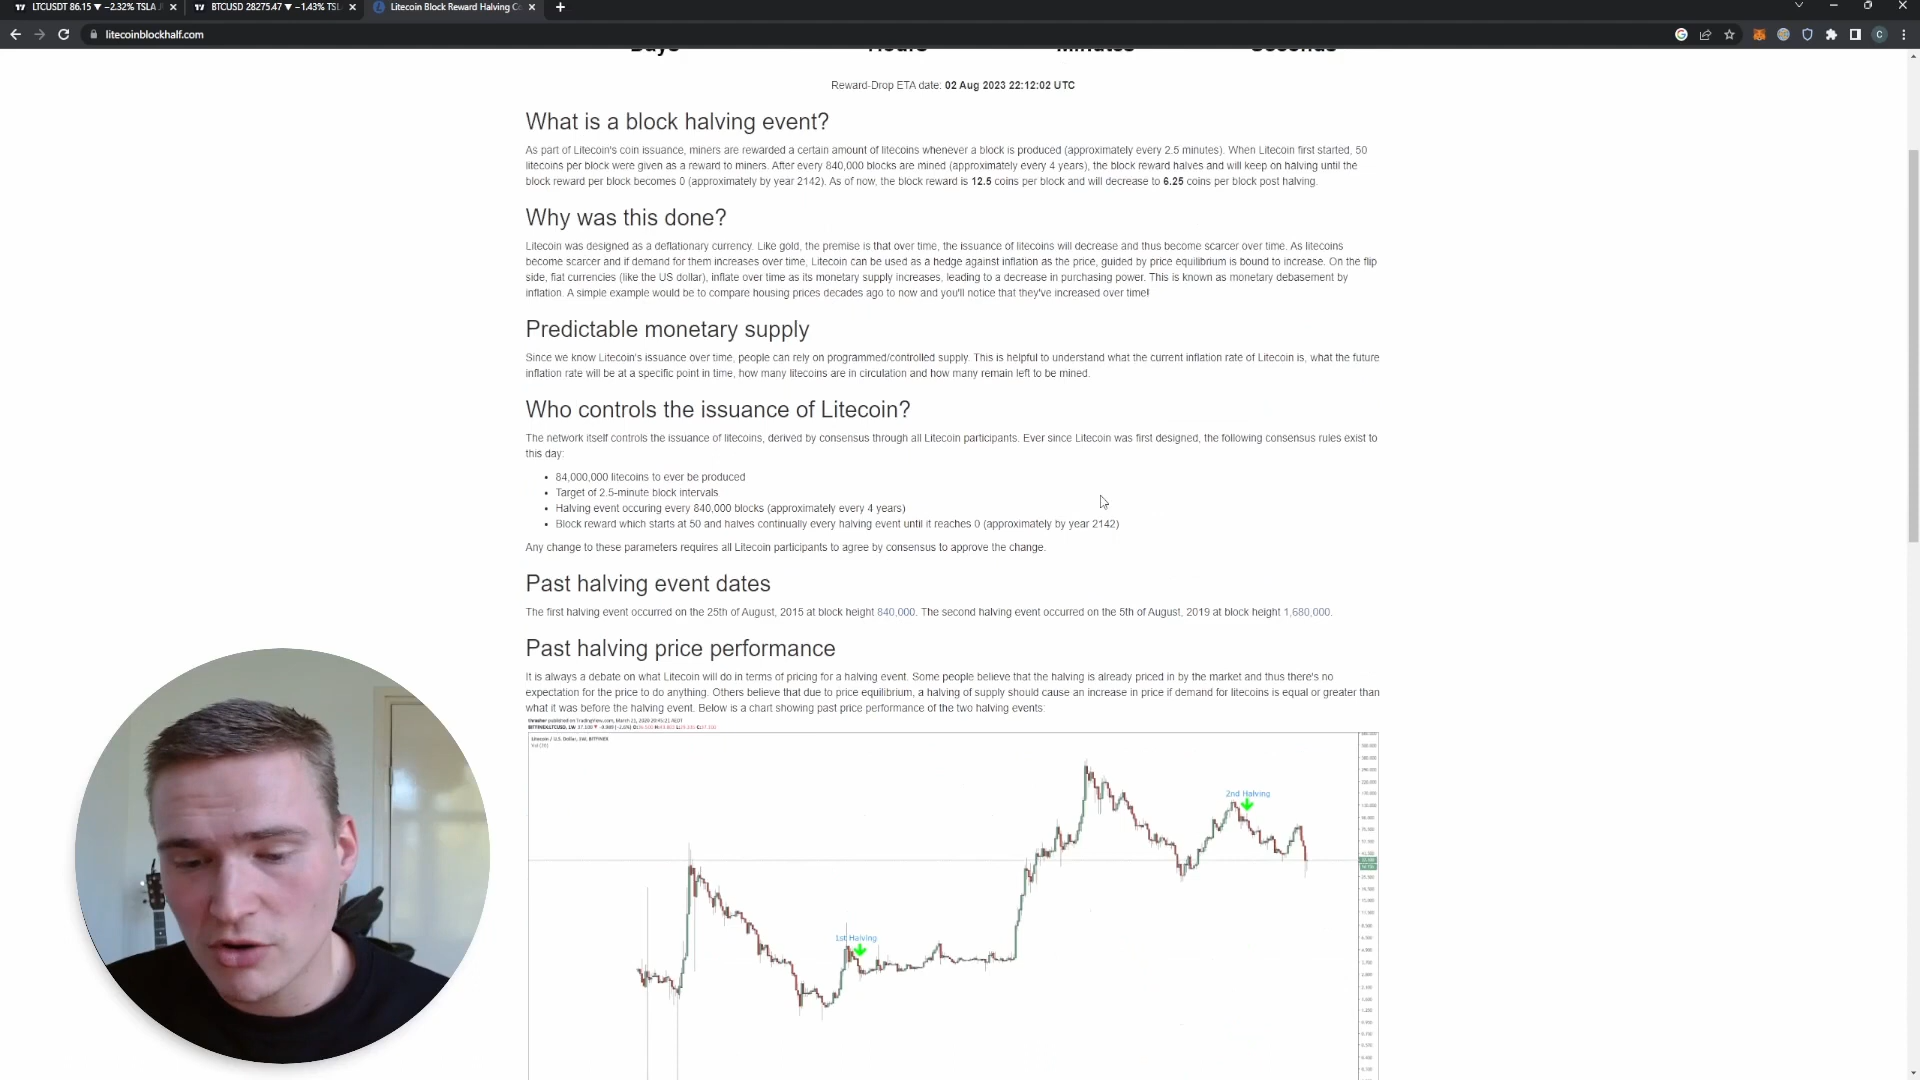 LTCUSDT 86.15 ▼ −2.32% TSLA
BTCUSD 28275.47 ▼ −1.43% TSL
Litecoin Block Reward Halving Co
litecoinblockhalf.com
Days Hours Minutes Seconds
Reward-Drop ETA date: 02 Aug 2023 22:12:02 UTC
What is a block halving event?
As part of Litecoin's coin issuance, miners are rewarded a certain amount of litecoins whenever a block is produced (approximately every 2.5 minutes). When Litecoin first started, 50
litecoins per block were given as a reward to miners. After every 840,000 blocks are mined (approximately every 4 years), the block reward halves and will keep on halving until the
block reward per block becomes 0 (approximately by year 2142). As of now, the block reward is 12.5 coins per block and will decrease to 6.25 coins per block post halving.
Why was this done?
Litecoin was designed as a deflationary currency. Like gold, the premise is that over time, the issuance of litecoins will decrease and thus become scarcer over time. As litecoins
become scarcer and if demand for them increases over time, Litecoin can be used as a hedge against inflation as the price, guided by price equilibrium is bound to increase. On the flip
side, fiat currencies (like the US dollar), inflate over time as its monetary supply increases, leading to a decrease in purchasing power. This is known as monetary debasement by
inflation. A simple example would be to compare housing prices decades ago to now and you'll notice that they've increased over time!
Predictable monetary supply
Since we know Litecoin's issuance over time, people can rely on programmed/controlled supply. This is helpful to understand what the current inflation rate of Litecoin is, what the future
inflation rate will be at a specific point in time, how many litecoins are in circulation and how many remain left to be mined.
Who controls the issuance of Litecoin?
The network itself controls the issuance of litecoins, derived by consensus through all Litecoin participants. Ever since Litecoin was first designed, the following consensus rules exist to
this day:
• 84,000,000 litecoins to ever be produced
• Target of 2.5-minute block intervals
• Halving event occuring every 840,000 blocks (approximately every 4 years)
• Block reward which starts at 50 and halves continually every halving event until it reaches 0 (approximately by year 2142)
Any change to these parameters requires all Litecoin participants to agree by consensus to approve the change.
Past halving event dates
The first halving event occurred on the 25th of August, 2015 at block height 840,000. The second halving event occurred on the 5th of August, 2019 at block height 1,680,000.
Past halving price performance
It is always a debate on what Litecoin will do in terms of pricing for a halving event. Some people believe that the halving is already priced in by the market and thus there's no
expectation for the price to do anything. Others believe that due to price equilibrium, a halving of supply should cause an increase in price if demand for litecoins is equal or greater than
what it was before the halving event. Below is a chart showing past price performance of the two halving events:
Litecoin / U.S. Dollar, 1W, BITFINEX
2nd Halving
1st Halving